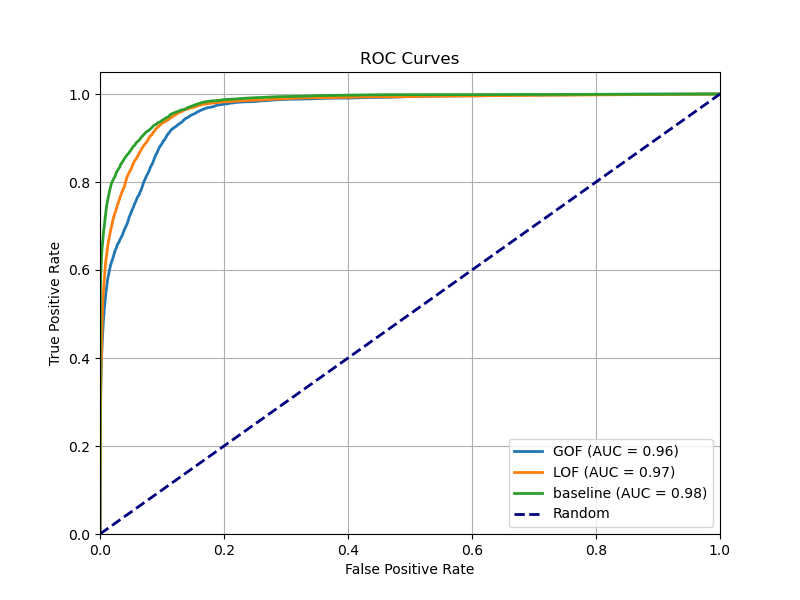 ROC Curves
True Positive Rate
1.0
0.8
0.6
0.4
0.2
0.0
0.0 0.2 0.4 0.6 0.8 1.0
False Positive Rate
GOF (AUC = 0.96)
LOF (AUC = 0.97)
baseline (AUC = 0.98)
Random